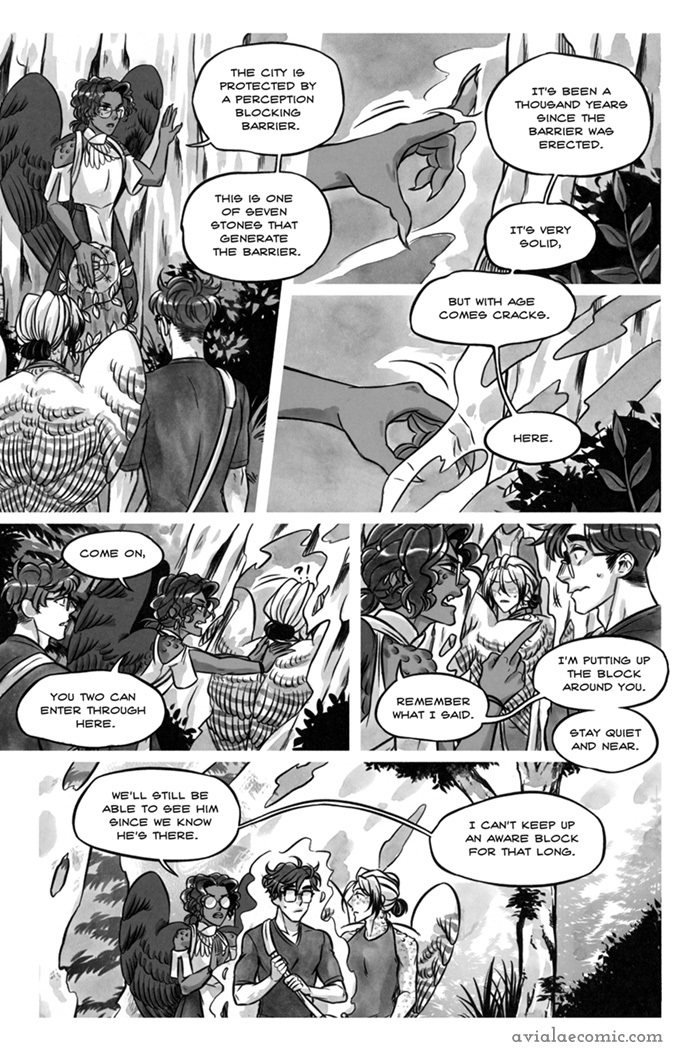 THE CITY IS
PROTECTED BY
A PERCEPTION
BLOCKING
BARRIER.
THIS IS ONE
OF SEVEN
STONES THAT
GENERATE
THE BARRIER.
IT'S BEEN A
THOUSAND YEARS
SINCE THE
BARRIER WAS
ERECTED.
IT'S VERY
SOLID,
BUT WITH AGE
COMES CRACKS.
HERE.
COME ON,
?!
YOU TWO CAN
ENTER THROUGH
HERE.
REMEMBER
WHAT I SAID.
I'M PUTTING UP
THE BLOCK
AROUND YOU.
STAY QUIET
AND NEAR.
WE'LL STILL BE
ABLE TO SEE HIM
SINCE WE KNOW
HE'S THERE.
I CAN'T KEEP UP
AN AWARE BLOCK
FOR THAT LONG.
avialaecomic.com